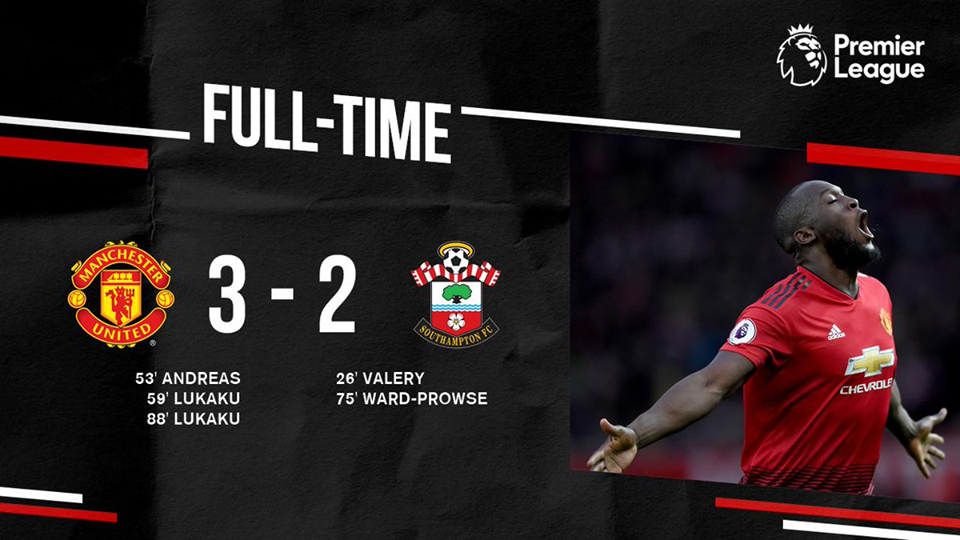 Premier
League
FULL-TIME
MANCHESTER
UNITED
3 - 2
SOUTHAMPTON FC
53' ANDREAS
59' LUKAKU
88' LUKAKU
26' VALERY
75' WARD-PROWSE
adidas
CHEVROLET